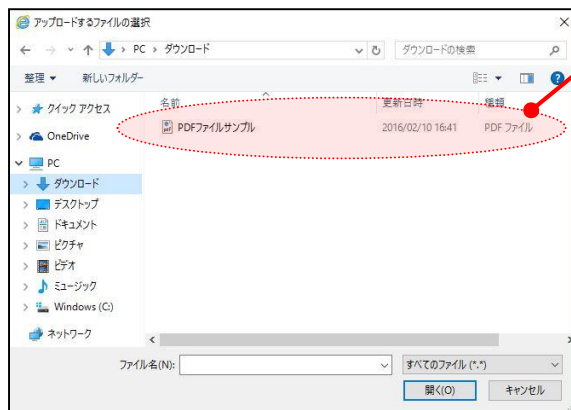 アップロードするファイルの選択
PC › ダウンロード
ダウンロードの検索
整理 新しいフォルダー
名前 更新日時 種類
クイック アクセス
PDFファイルサンプル 2016/02/10 16:41 PDF ファイル
OneDrive
PC
ダウンロード
デスクトップ
ドキュメント
ピクチャ
ビデオ
ミュージック
Windows (C:)
ネットワーク
ファイル名(N): すべてのファイル (*.*)
開く(O) キャンセル